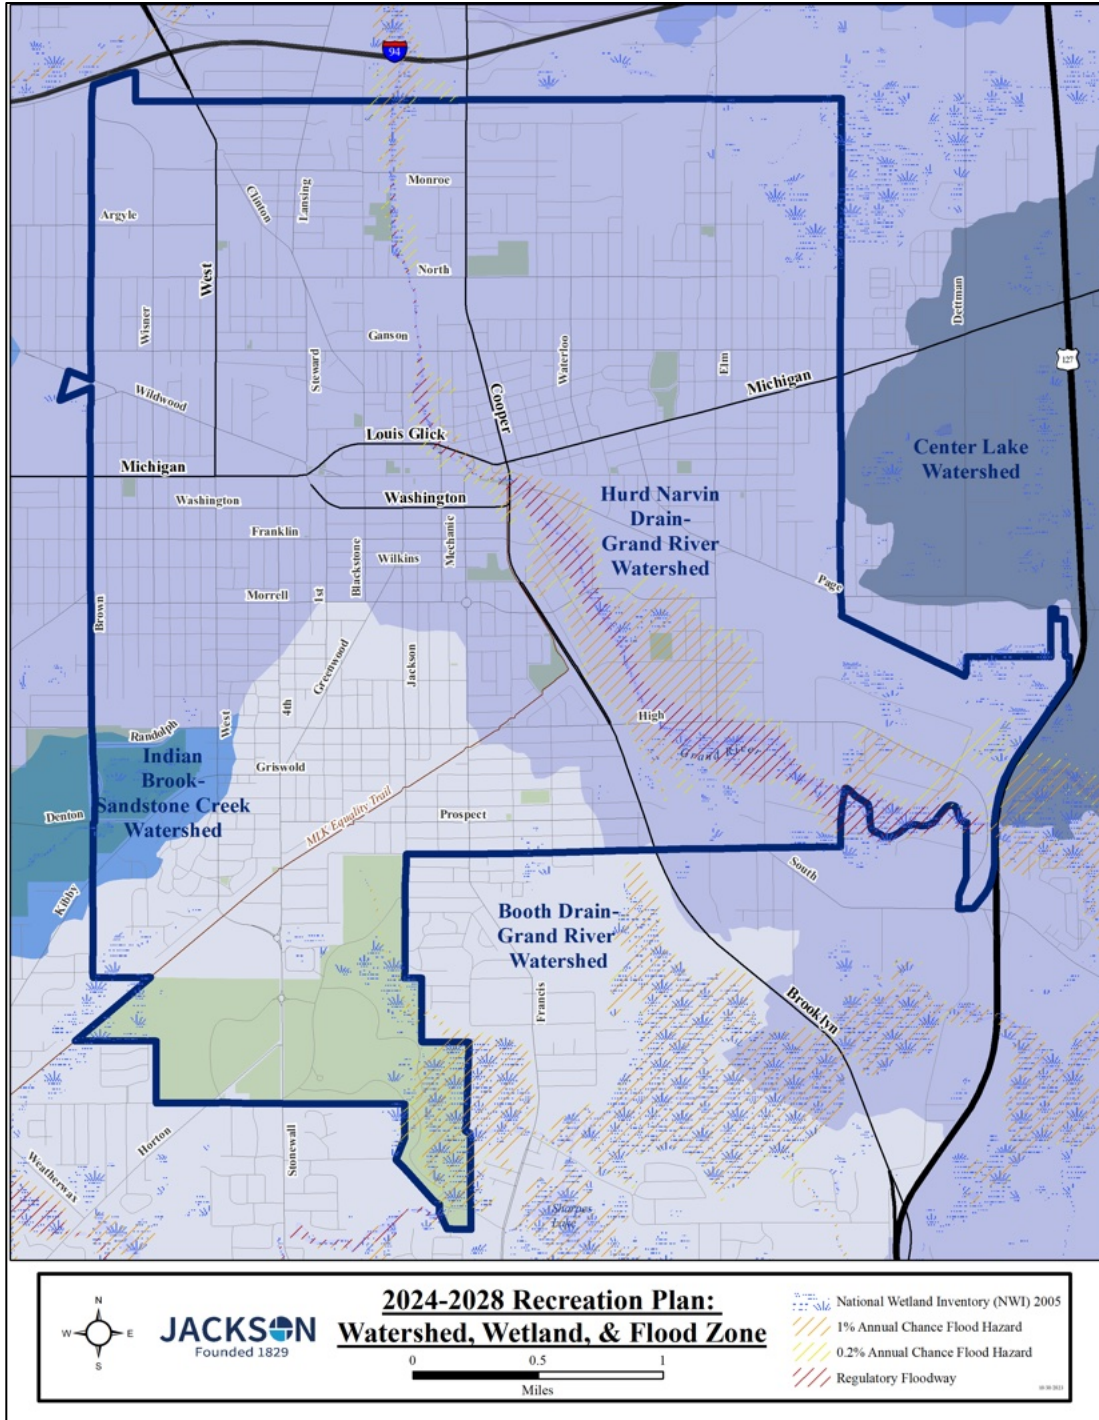 94
Monroe
Clinton
Lansing
Argyle
North
West
Dettman
Wisner
Ganson
Waterloo
Elm
Steward
127
Michigan
Wildwood
Cooper
Louis Glick
Center Lake
Watershed
Michigan
Washington
Washington
Hurd Narvin
Drain-
Grand River
Watershed
Franklin
Mechanic
Wilkins
Blackstone
Page
Morrell
1st
Brown
Greenwood
Jackson
4th
West
High
Randolph
Grand River
Indian
Brook-
Sandstone Creek
Watershed
Griswold
Denton
MLK Equality Trail
Prospect
South
Kibby
Booth Drain-
Grand River
Watershed
Francis
Brooklyn
Horton
Stonewall
Weatherwax
Sharpes
Lake
N
W
E
S
JACKSON
Founded 1829
2024-2028 Recreation Plan:
Watershed, Wetland, & Flood Zone
0 0.5 1
Miles
National Wetland Inventory (NWI) 2005
1% Annual Chance Flood Hazard
0.2% Annual Chance Flood Hazard
Regulatory Floodway